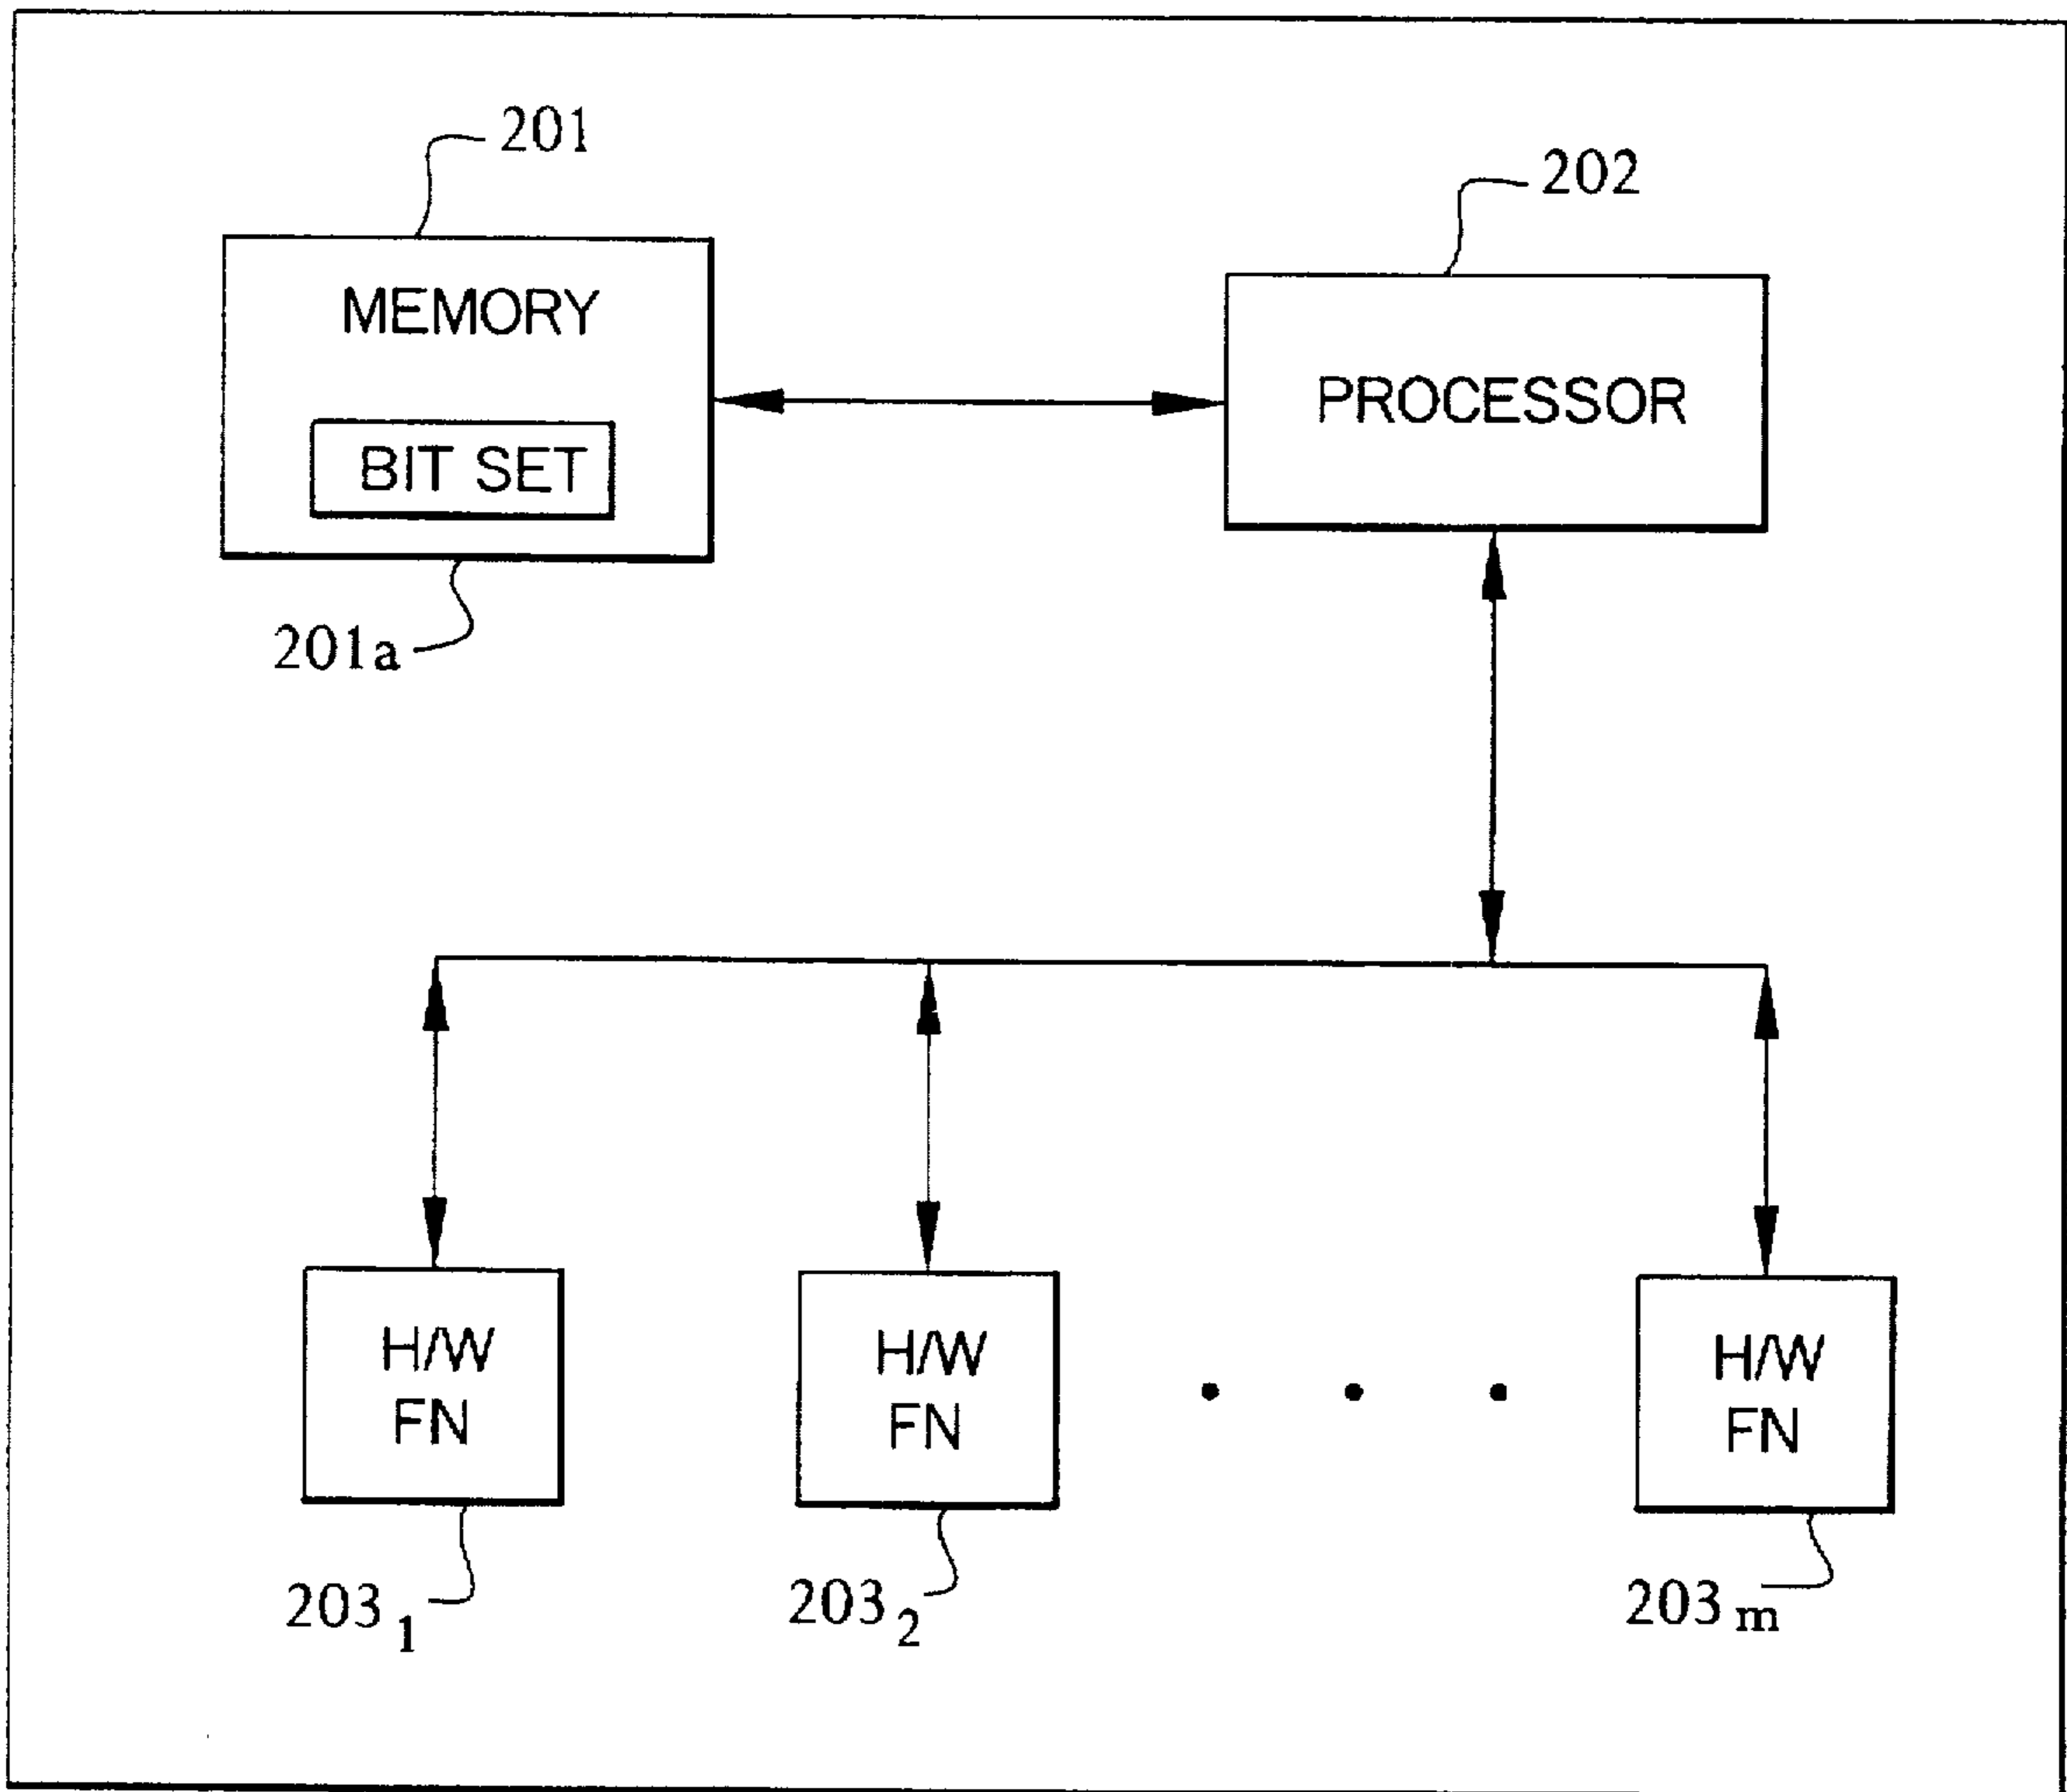 201
202
MEMORY
BIT SET
PROCESSOR
201a
H/W
FN
H/W
FN
H/W
FN
203 1
203 2
203 m